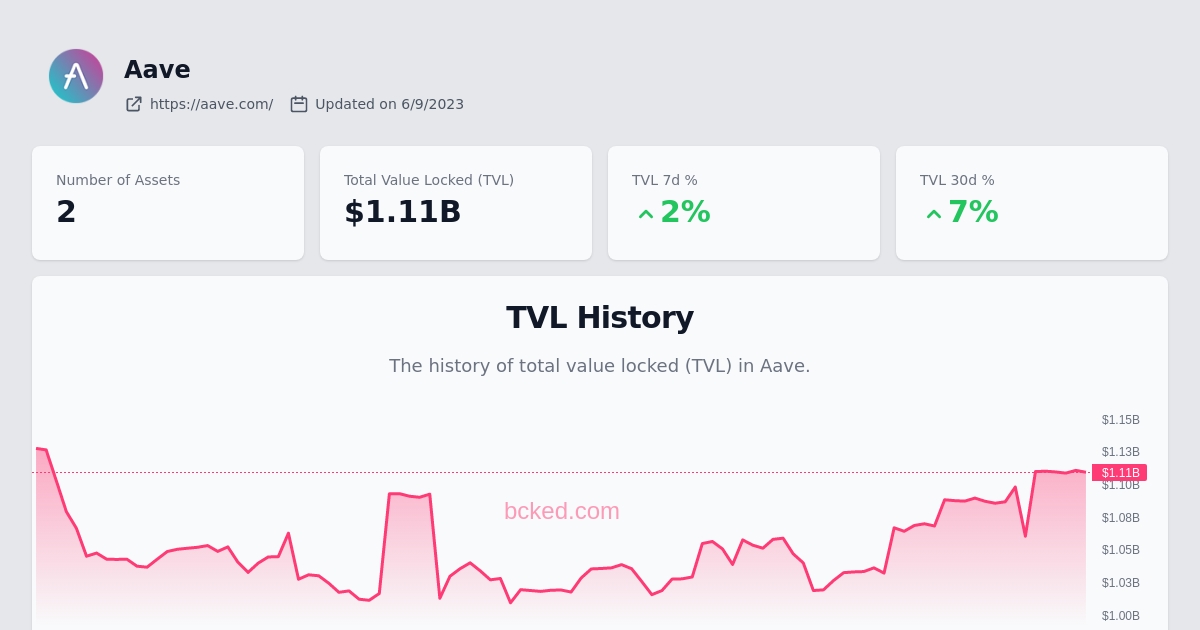 Aave
https://aave.com/ Updated on 6/9/2023
Number of Assets
2
Total Value Locked (TVL)
$1.11B
TVL 7d %
2%
TVL 30d %
7%
TVL History
The history of total value locked (TVL) in Aave.
$1.15B
$1.13B
$1.11B
$1.10B
bcked.com
$1.08B
$1.05B
$1.03B
$1.00B